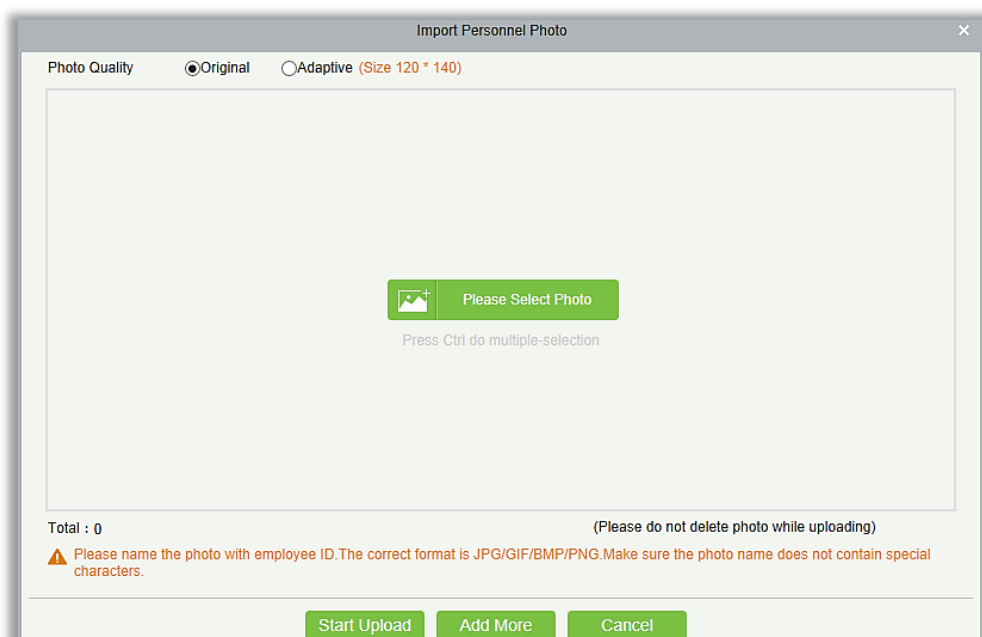 Import Personnel Photo
Photo Quality Original Adaptive (Size 120 * 140)
Please Select Photo
Press Ctrl do multiple-selection
Total : 0 (Please do not delete photo while uploading)
Please name the photo with employee ID.The correct format is JPG/GIF/BMP/PNG.Make sure the photo name does not contain special
characters.
Start Upload Add More Cancel